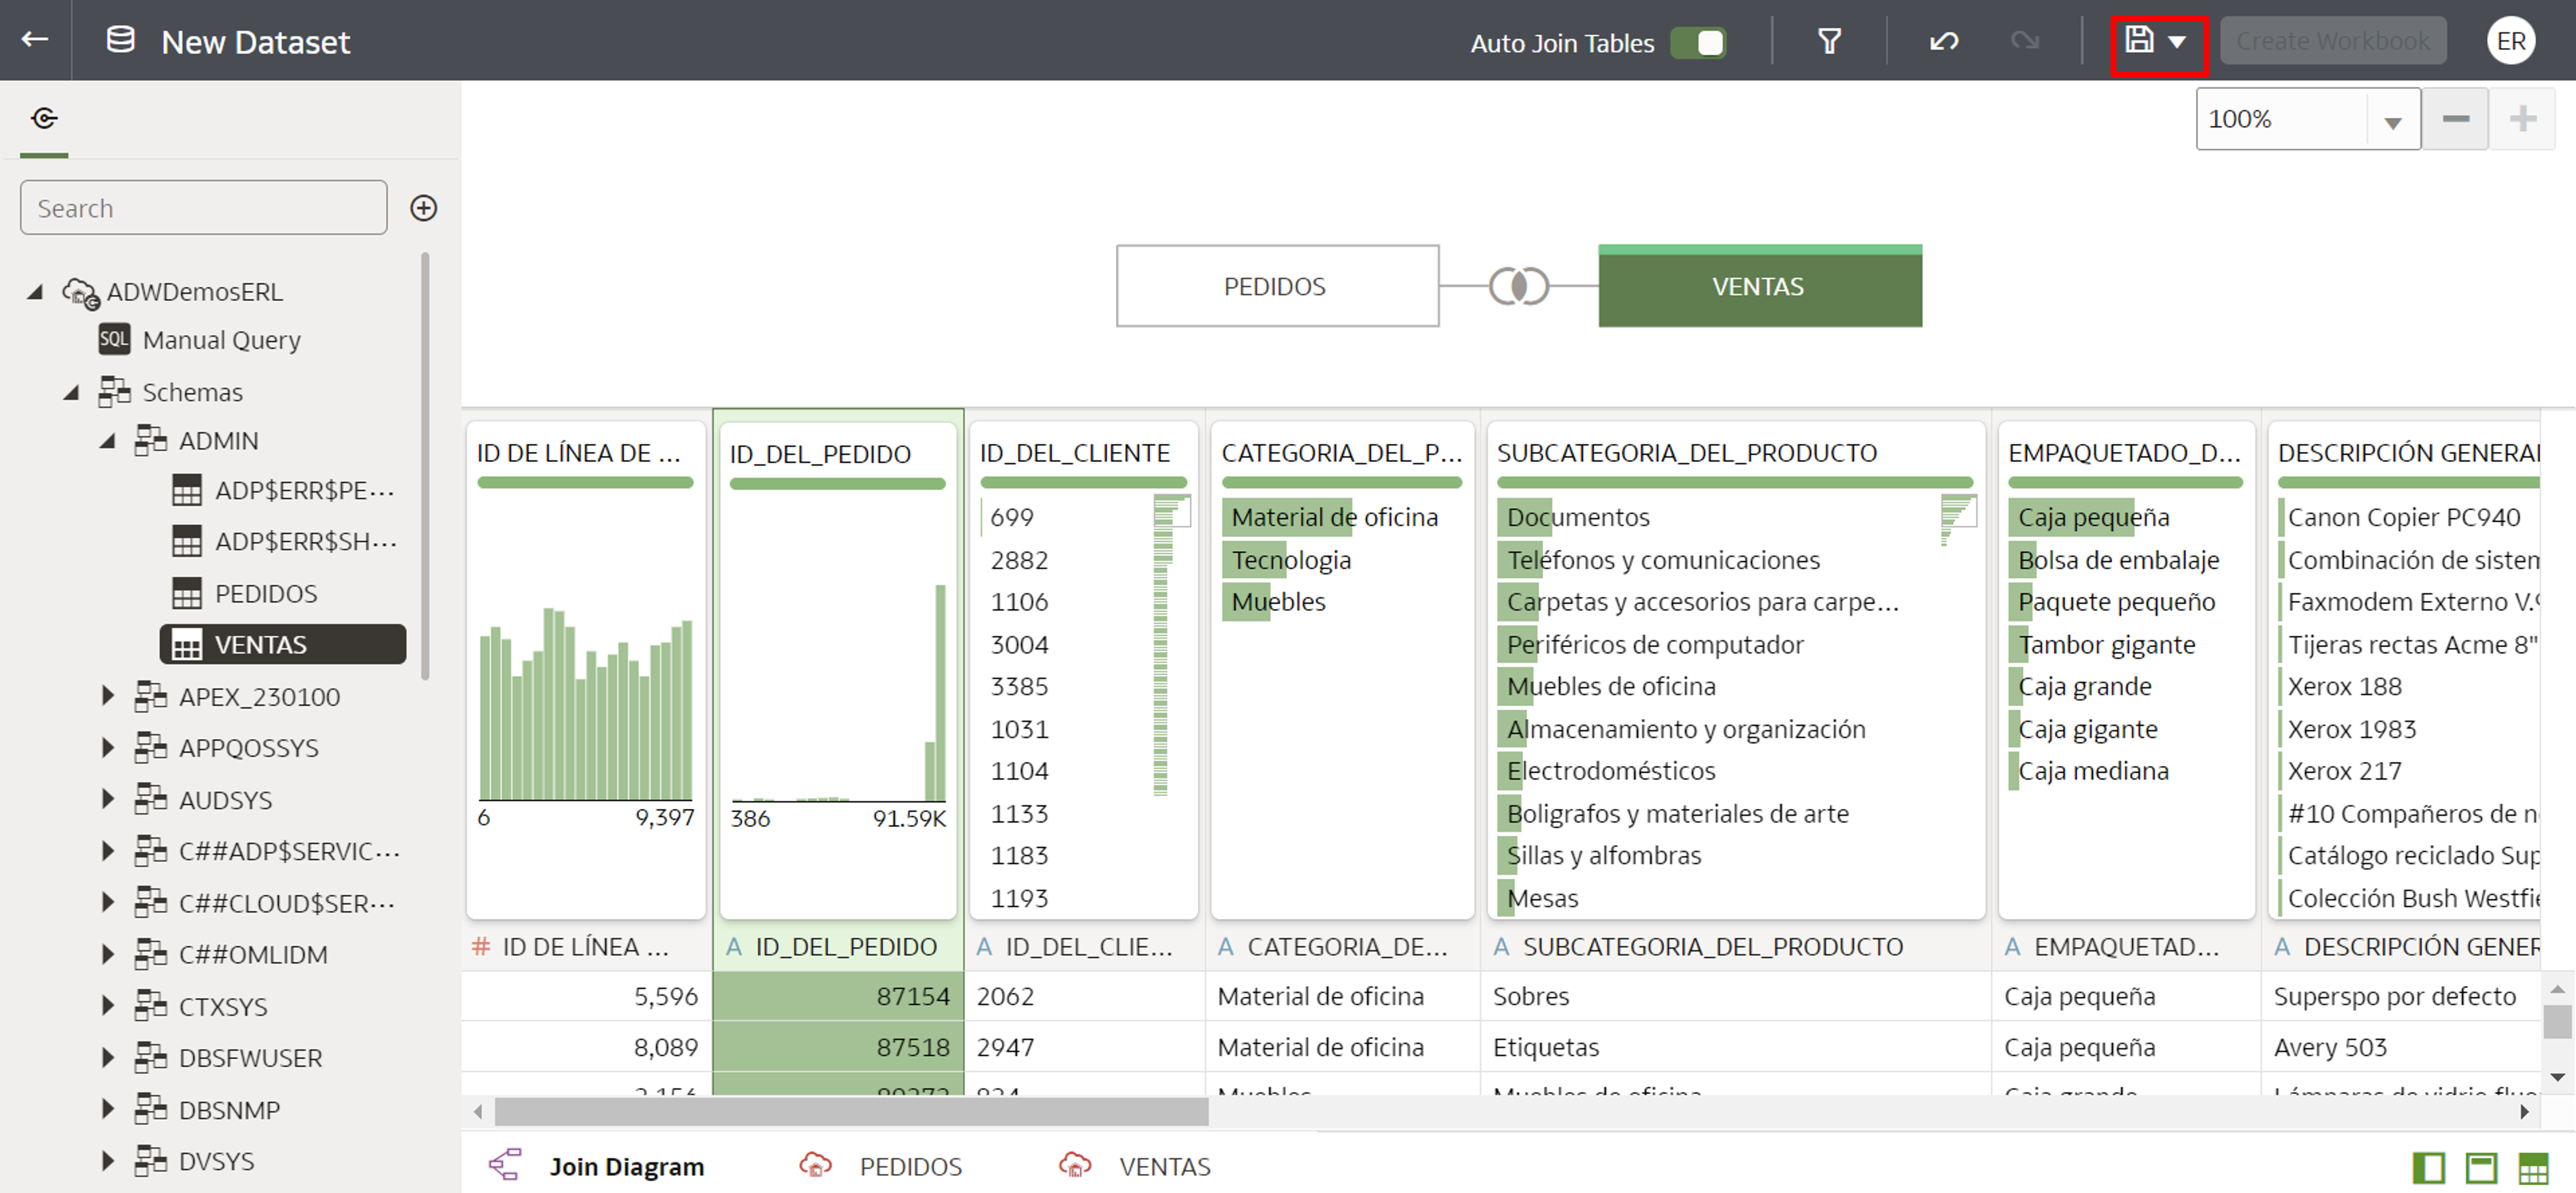 New Dataset
Auto Join Tables
Create Workbook
ER
Search
100%
ADWDemosERL
SQL Manual Query
Schemas
ADMIN
ADP$ERR$PE...
ADP$ERR$SH...
PEDIDOS
VENTAS
APEX_230100
APPQOSSYS
AUDSYS
C##ADP$SERVIC...
C##CLOUD$SER...
C##OMLIDM
CTXSYS
DBSFWUSER
DBSNMP
DVSYS
PEDIDOS
VENTAS
ID DE LÍNEA DE ...
6 9,397
ID_DEL_PEDIDO
386 91.59K
ID_DEL_CLIENTE
699
2882
1106
3004
3385
1031
1104
1133
1183
1193
CATEGORIA_DEL_P...
Material de oficina
Tecnologia
Muebles
SUBCATEGORIA_DEL_PRODUCTO
Documentos
Teléfonos y comunicaciones
Carpetas y accesorios para carpe...
Periféricos de computador
Muebles de oficina
Almacenamiento y organización
Electrodomésticos
Boligrafos y materiales de arte
Sillas y alfombras
Mesas
EMPAQUETADO_D...
Caja pequeña
Bolsa de embalaje
Paquete pequeño
Tambor gigante
Caja grande
Caja gigante
Caja mediana
DESCRIPCIÓN GENERAL
Canon Copier PC940
Combinación de sistem
Faxmodem Externo V.9
Tijeras rectas Acme 8"
Xerox 188
Xerox 1983
Xerox 217
#10 Compañeros de n
Catálogo reciclado Sup
Colección Bush Westfie
# ID DE LÍNEA ... A ID_DEL_PEDIDO A ID_DEL_CLIE... A CATEGORIA_DE... A SUBCATEGORIA_DEL_PRODUCTO A EMPAQUETAD... A DESCRIPCIÓN GENER
5,596 87154 2062 Material de oficina Sobres Caja pequeña Superspo por defecto
8,089 87518 2947 Material de oficina Etiquetas Caja pequeña Avery 503
Join Diagram PEDIDOS VENTAS